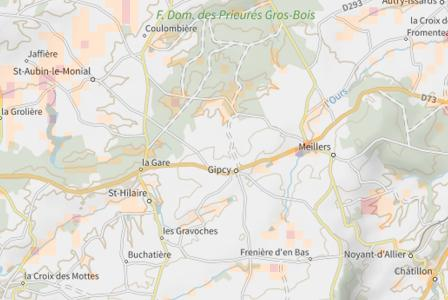 D293
Autry-Issards
F. Dom. des Prieurés Gros-Bois
la Croix d
Coulombière
Fromentea
Jaffière
St-Aubin-le-Monial
l'Ours
D73
la Grolière
Meillers
la Gare
Gipcy
St-Hilaire
les Gravoches
Buchatière
Frenière d'en Bas
Noyant-d'Allier
Châtillon
la Croix des Mottes